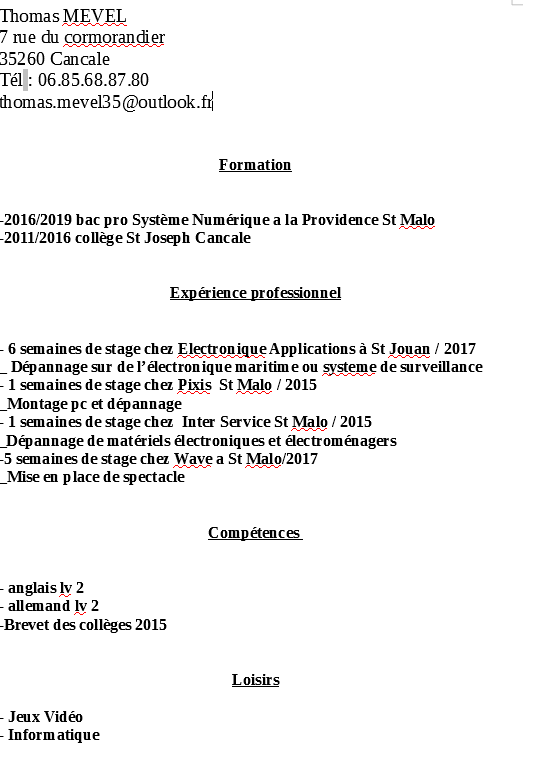 Thomas MEVEL
7 rue du cormorandier
35260 Cancale
Tél : 06.85.68.87.80
thomas.mevel35@outlook.fr
Formation
-2016/2019 bac pro Système Numérique a la Providence St Malo
-2011/2016 collège St Joseph Cancale
Expérience professionnel
- 6 semaines de stage chez Electronique Applications à St Jouan / 2017
_ Dépannage sur de l’électronique maritime ou systeme de surveillance
- 1 semaines de stage chez Pixis  St Malo / 2015
_Montage pc et dépannage
- 1 semaines de stage chez  Inter Service St Malo / 2015
_Dépannage de matériels électroniques et électroménagers
-5 semaines de stage chez Wave a St Malo/2017
_Mise en place de spectacle
Compétences
- anglais lv 2
- allemand lv 2
-Brevet des collèges 2015
Loisirs
- Jeux Vidéo
- Informatique